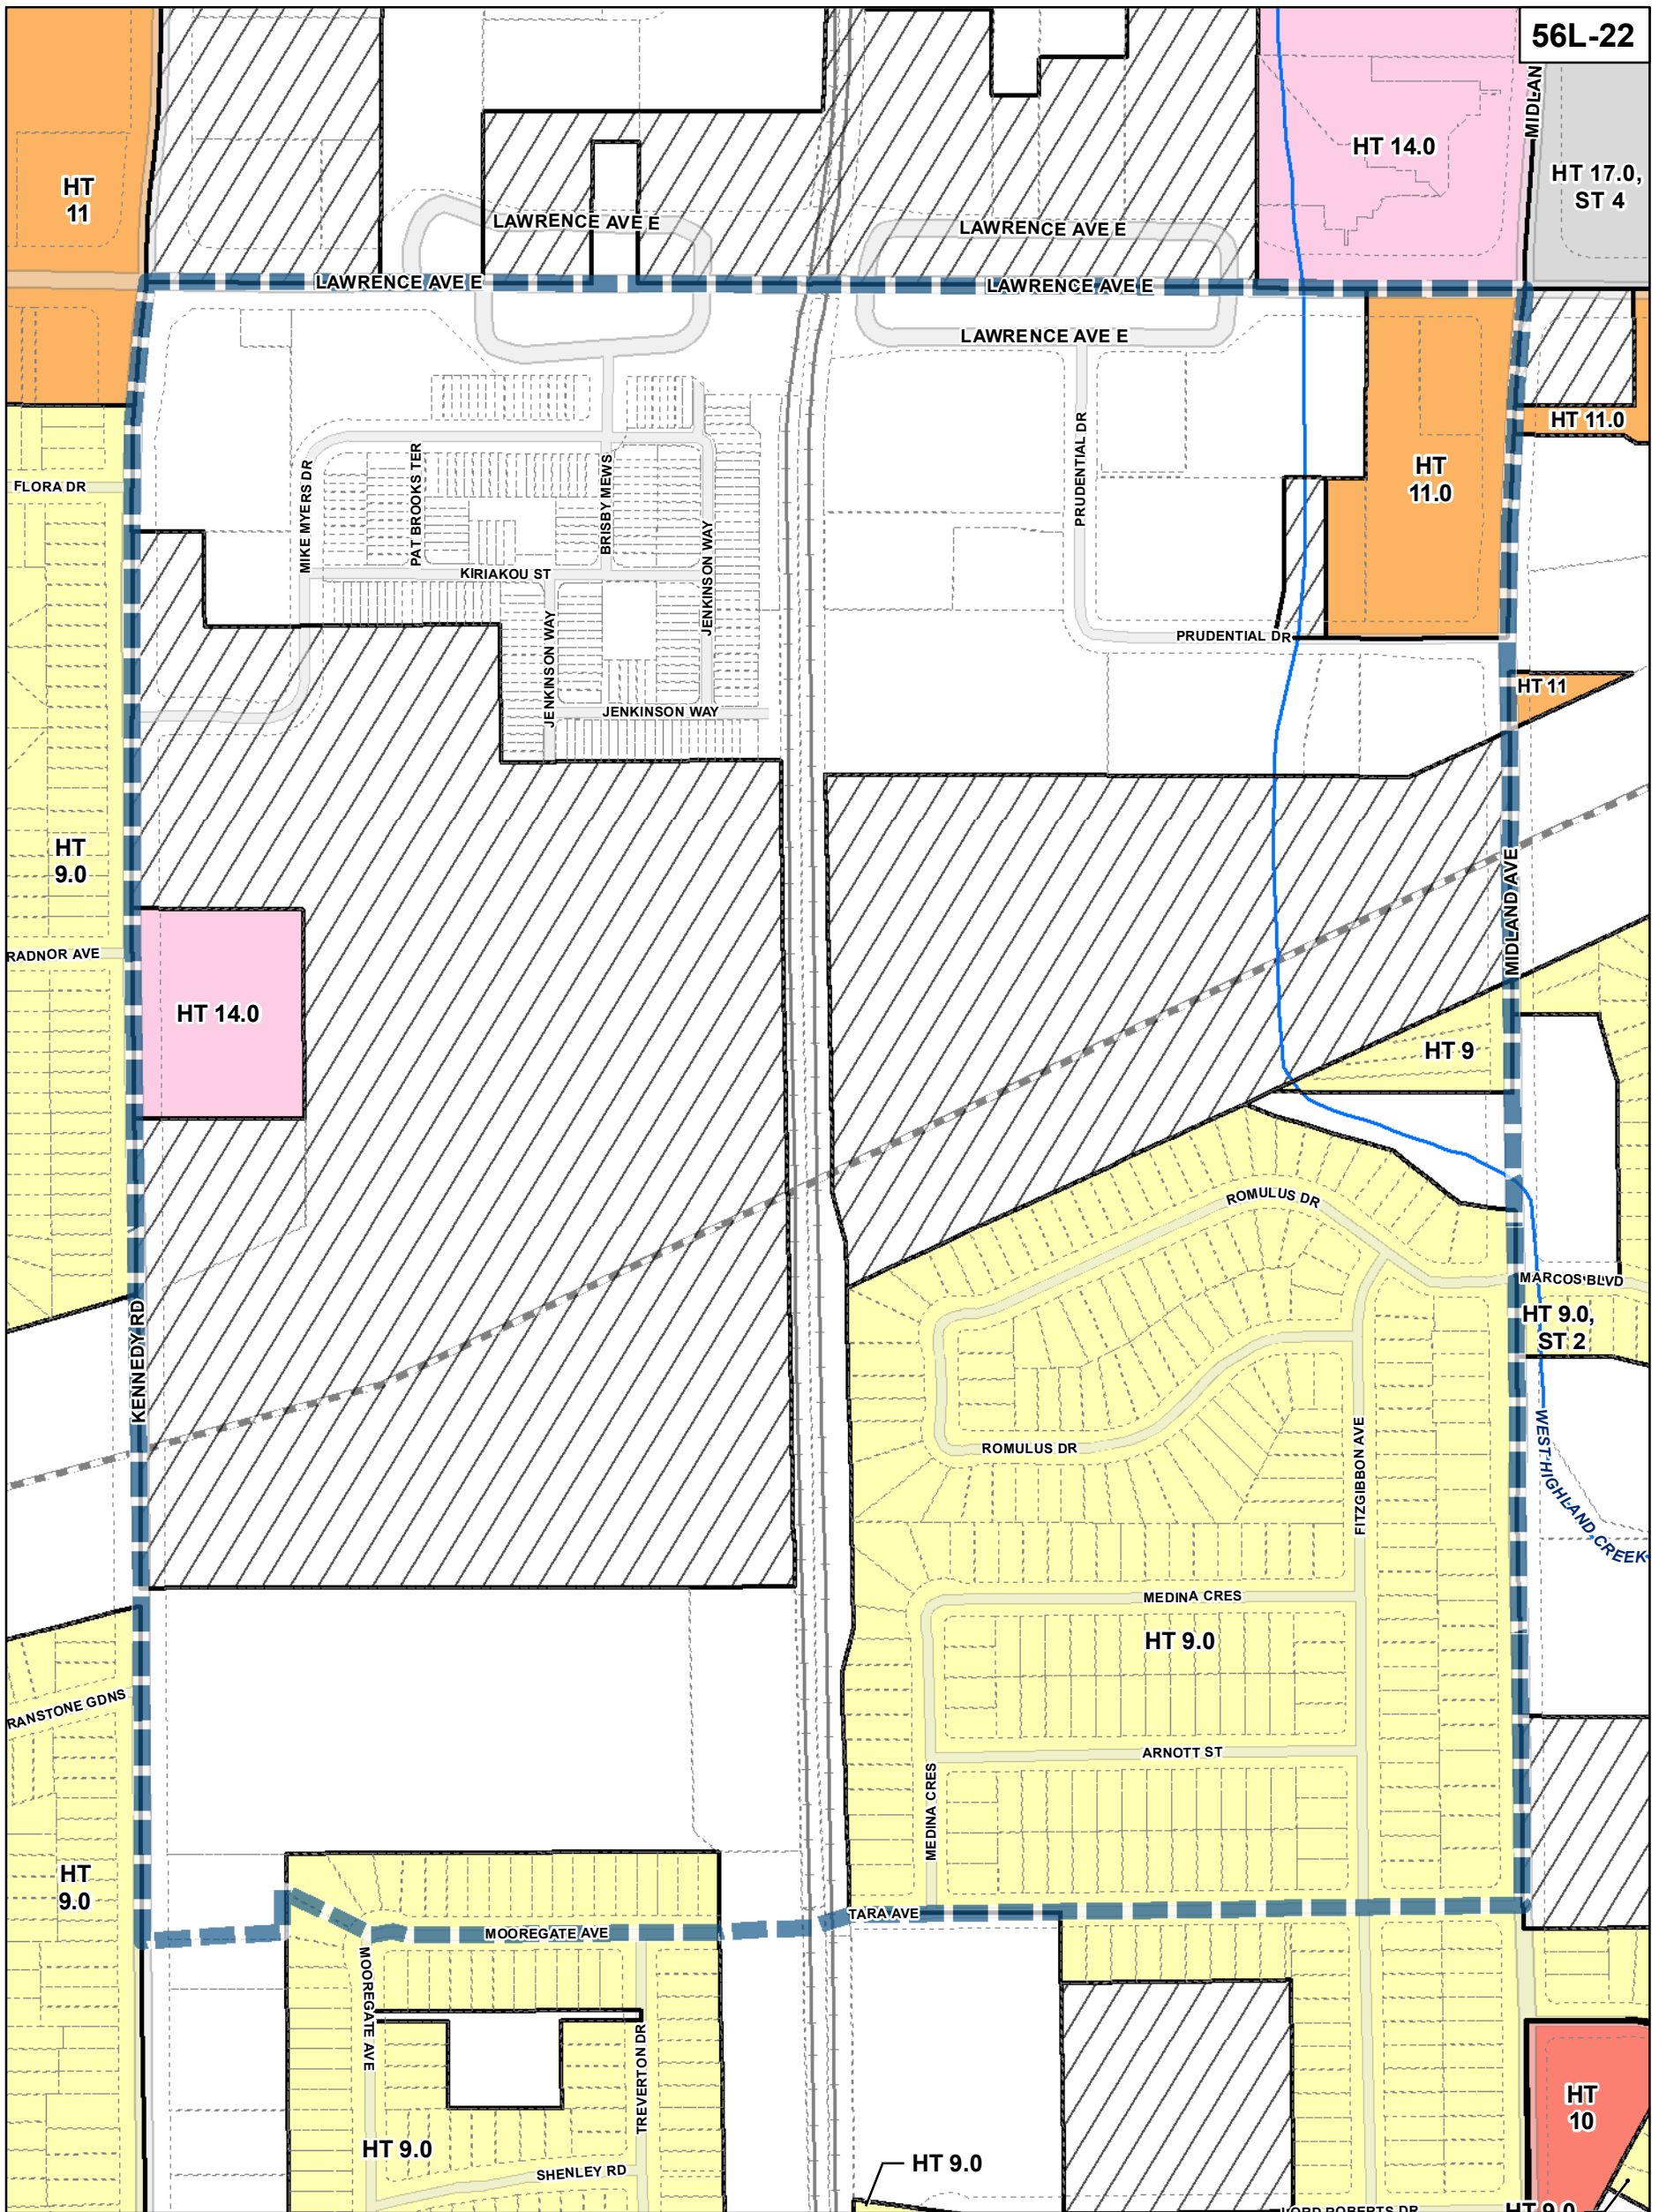 56L-22
MIDLAN
HT 14.0
HT
11
HT 17.0,
ST 4
LAWRENCE AVE E
LAWRENCE AVE E
LAWRENCE AVE E
LAWRENCE AVE E
LAWRENCE AVE E
HT 11.0
PRUDENTIAL DR
HT
11.0
FLORA DR
MIKE MYERS DR
PAT BROOKS TER
BRISBY MEWS
JENKINSON WAY
KIRIAKOU ST
JENKINSON WAY
PRUDENTIAL DR
HT 11
JENKINSON WAY
HT
9.0
MIDLAND AVE
RADNOR AVE
HT 14.0
HT 9
ROMULUS DR
MARCOS BLVD
HT 9.0,
ST 2
KENNEDY RD
ROMULUS DR
FITZGIBBON AVE
WEST HIGHLAND CREEK
MEDINA CRES
HT 9.0
RANSTONE GDNS
ARNOTT ST
MEDINA CRES
HT
9.0
TARA AVE
MOOREGATE AVE
MOOREGATE AVE
TREVERTON DR
HT
10
HT 9.0
HT 9.0
SHENLEY RD
LORD ROBERTS DR
HT 9.0